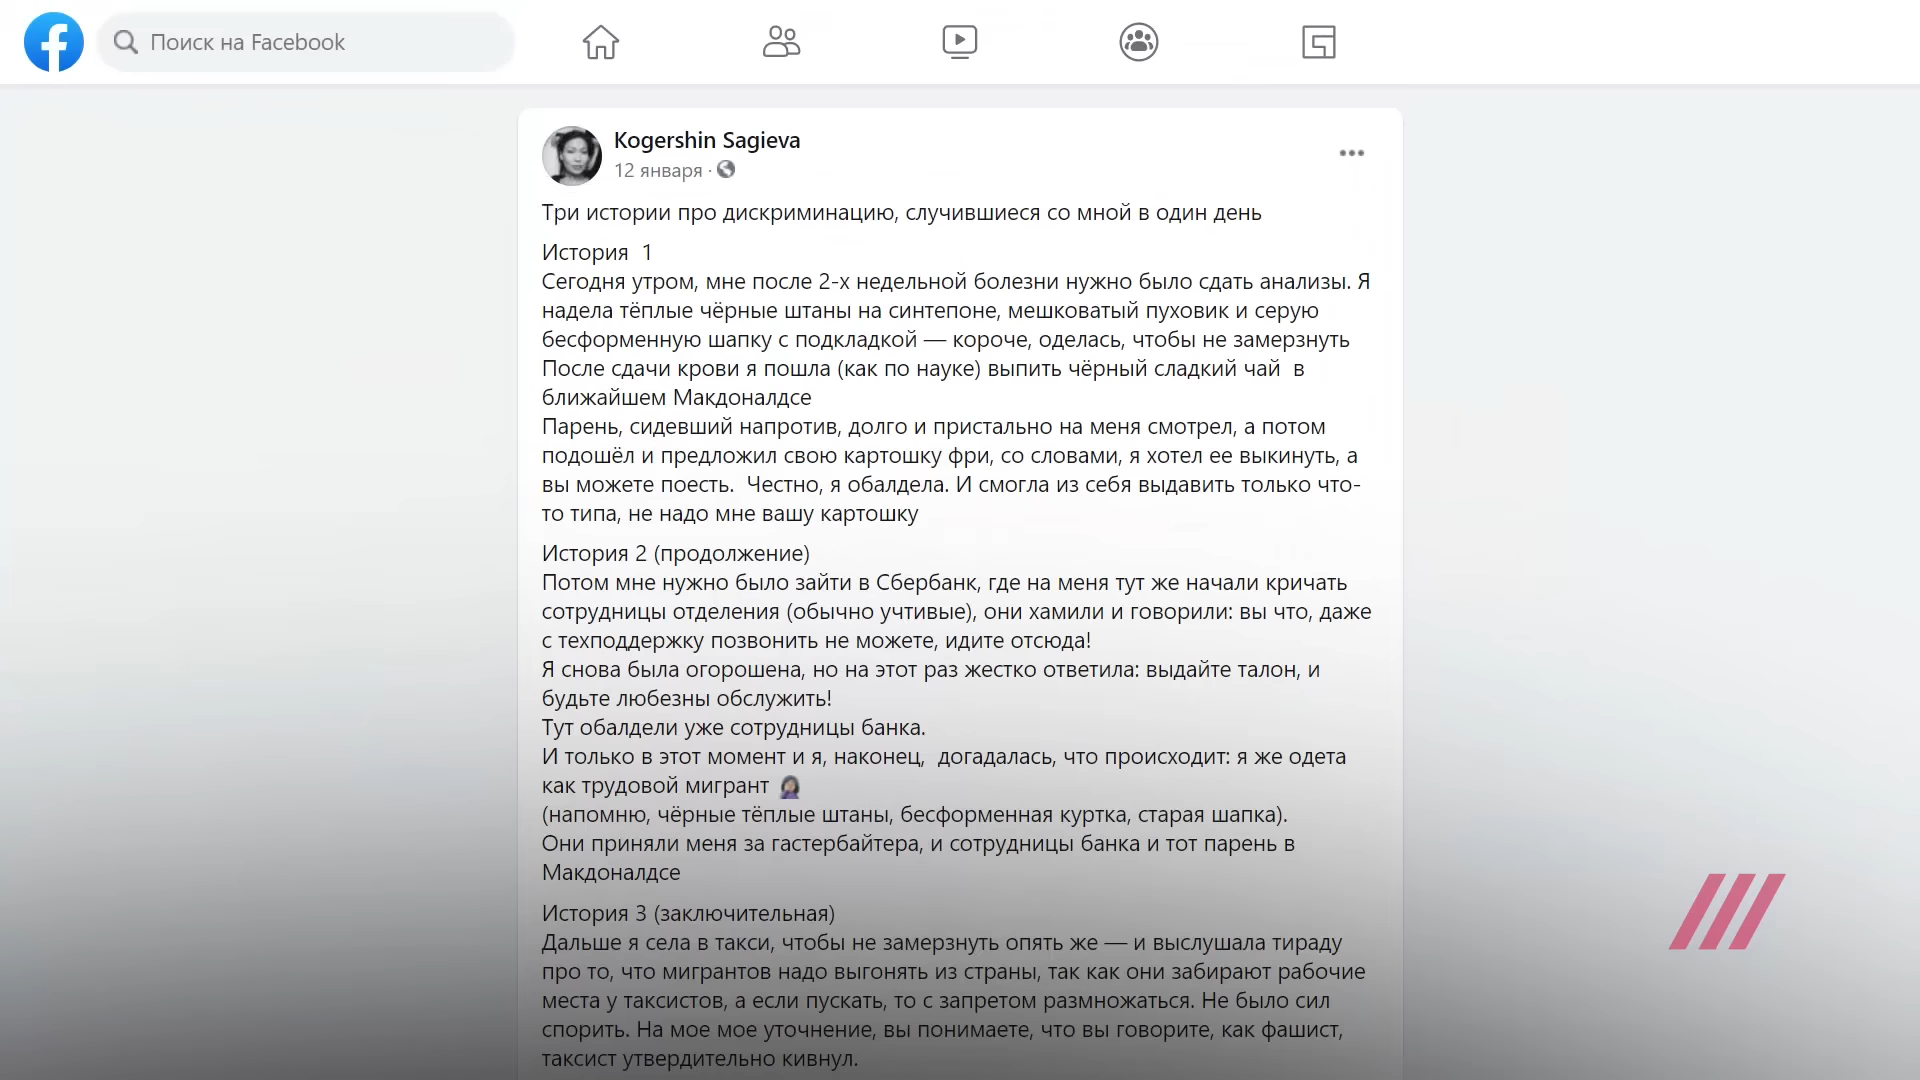 Поиск на Facebook
Kogershin Sagieva
12 января ·
Три истории про дискриминацию, случившиеся со мной в один день
История 1
Сегодня утром, мне после 2-х недельной болезни нужно было сдать анализы. Я
надела тёплые чёрные штаны на синтепоне, мешковатый пуховик и серую
бесформенную шапку с подкладкой — короче, оделась, чтобы не замерзнуть
После сдачи крови я пошла (как по науке) выпить чёрный сладкий чай в
ближайшем Макдоналдсе
Парень, сидевший напротив, долго и пристально на меня смотрел, а потом
подошёл и предложил свою картошку фри, со словами, я хотел ее выкинуть, а
вы можете поесть. Честно, я обалдела. И смогла из себя выдавить только что-
то типа, не надо мне вашу картошку
История 2 (продолжение)
Потом мне нужно было зайти в Сбербанк, где на меня тут же начали кричать
сотрудницы отделения (обычно учтивые), они хамили и говорили: вы что, даже
с техподдержку позвонить не можете, идите отсюда!
Я снова была огорошена, но на этот раз жестко ответила: выдайте талон, и
будьте любезны обслужить!
Тут обалдели уже сотрудницы банка.
И только в этот момент и я, наконец, догадалась, что происходит: я же одета
как трудовой мигрант
(напомню, чёрные тёплые штаны, бесформенная куртка, старая шапка).
Они приняли меня за гастербайтера, и сотрудницы банка и тот парень в
Макдоналдсе
История 3 (заключительная)
Дальше я села в такси, чтобы не замерзнуть опять же — и выслушала тираду
про то, что мигрантов надо выгонять из страны, так как они забирают рабочие
места у таксистов, а если пускать, то с запретом размножаться. Не было сил
спорить. На мое мое уточнение, вы понимаете, что вы говорите, как фашист,
таксист утвердительно кивнул.